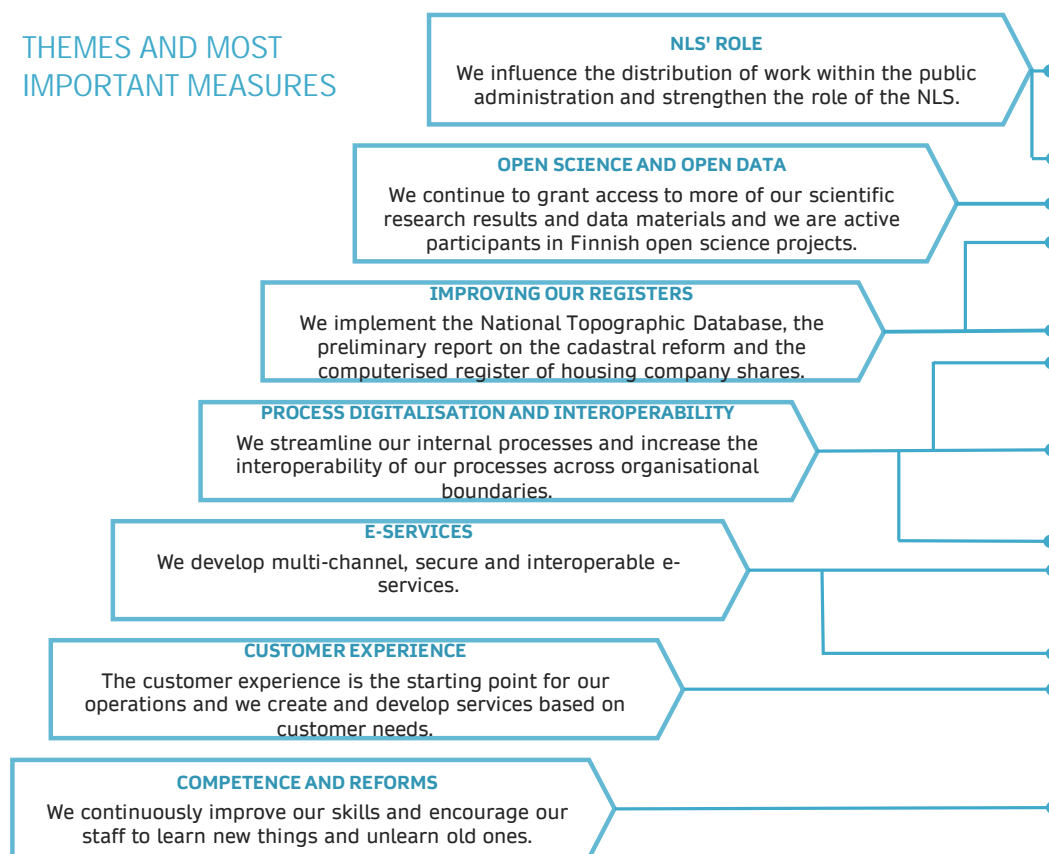 THEMES AND MOST
IMPORTANT MEASURES
NLS' ROLE
We influence the distribution of work within the public
administration and strengthen the role of the NLS.
OPEN SCIENCE AND OPEN DATA
We continue to grant access to more of our scientific
research results and data materials and we are active
participants in Finnish open science projects.
IMPROVING OUR REGISTERS
We implement the National Topographic Database, the
preliminary report on the cadastral reform and the
computerised register of housing company shares.
PROCESS DIGITALISATION AND INTEROPERABILITY
We streamline our internal processes and increase the
interoperability of our processes across organisational
boundaries.
E-SERVICES
We develop multi-channel, secure and interoperable e-
services.
CUSTOMER EXPERIENCE
The customer experience is the starting point for our
operations and we create and develop services based on
customer needs.
COMPETENCE AND REFORMS
We continuously improve our skills and encourage our
staff to learn new things and unlearn old ones.